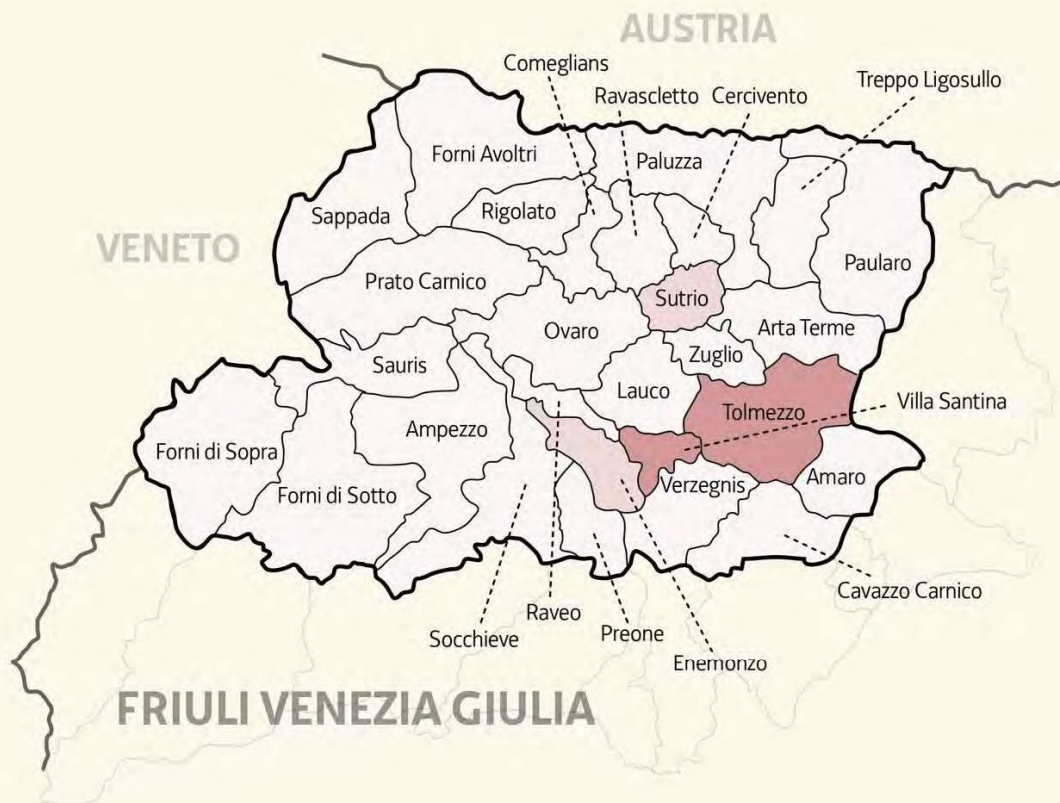 AUSTRIA
Comeglians
Treppo Ligosullo
Ravascletto
Cercivento
Forni Avoltri
Paluzza
Sappada
Rigolato
VENETO
Paularo
Prato Carnico
Sutrio
Ovaro
Arta Terme
Zuglio
Sauris
Lauco
Tolmezzo
Villa Santina
Ampezzo
Forni di Sopra
Amaro
Verzegnis
Forni di Sotto
Cavazzo Carnico
Raveo
Preone
Socchieve
Enemonzo
FRIULI VENEZIA GIULIA